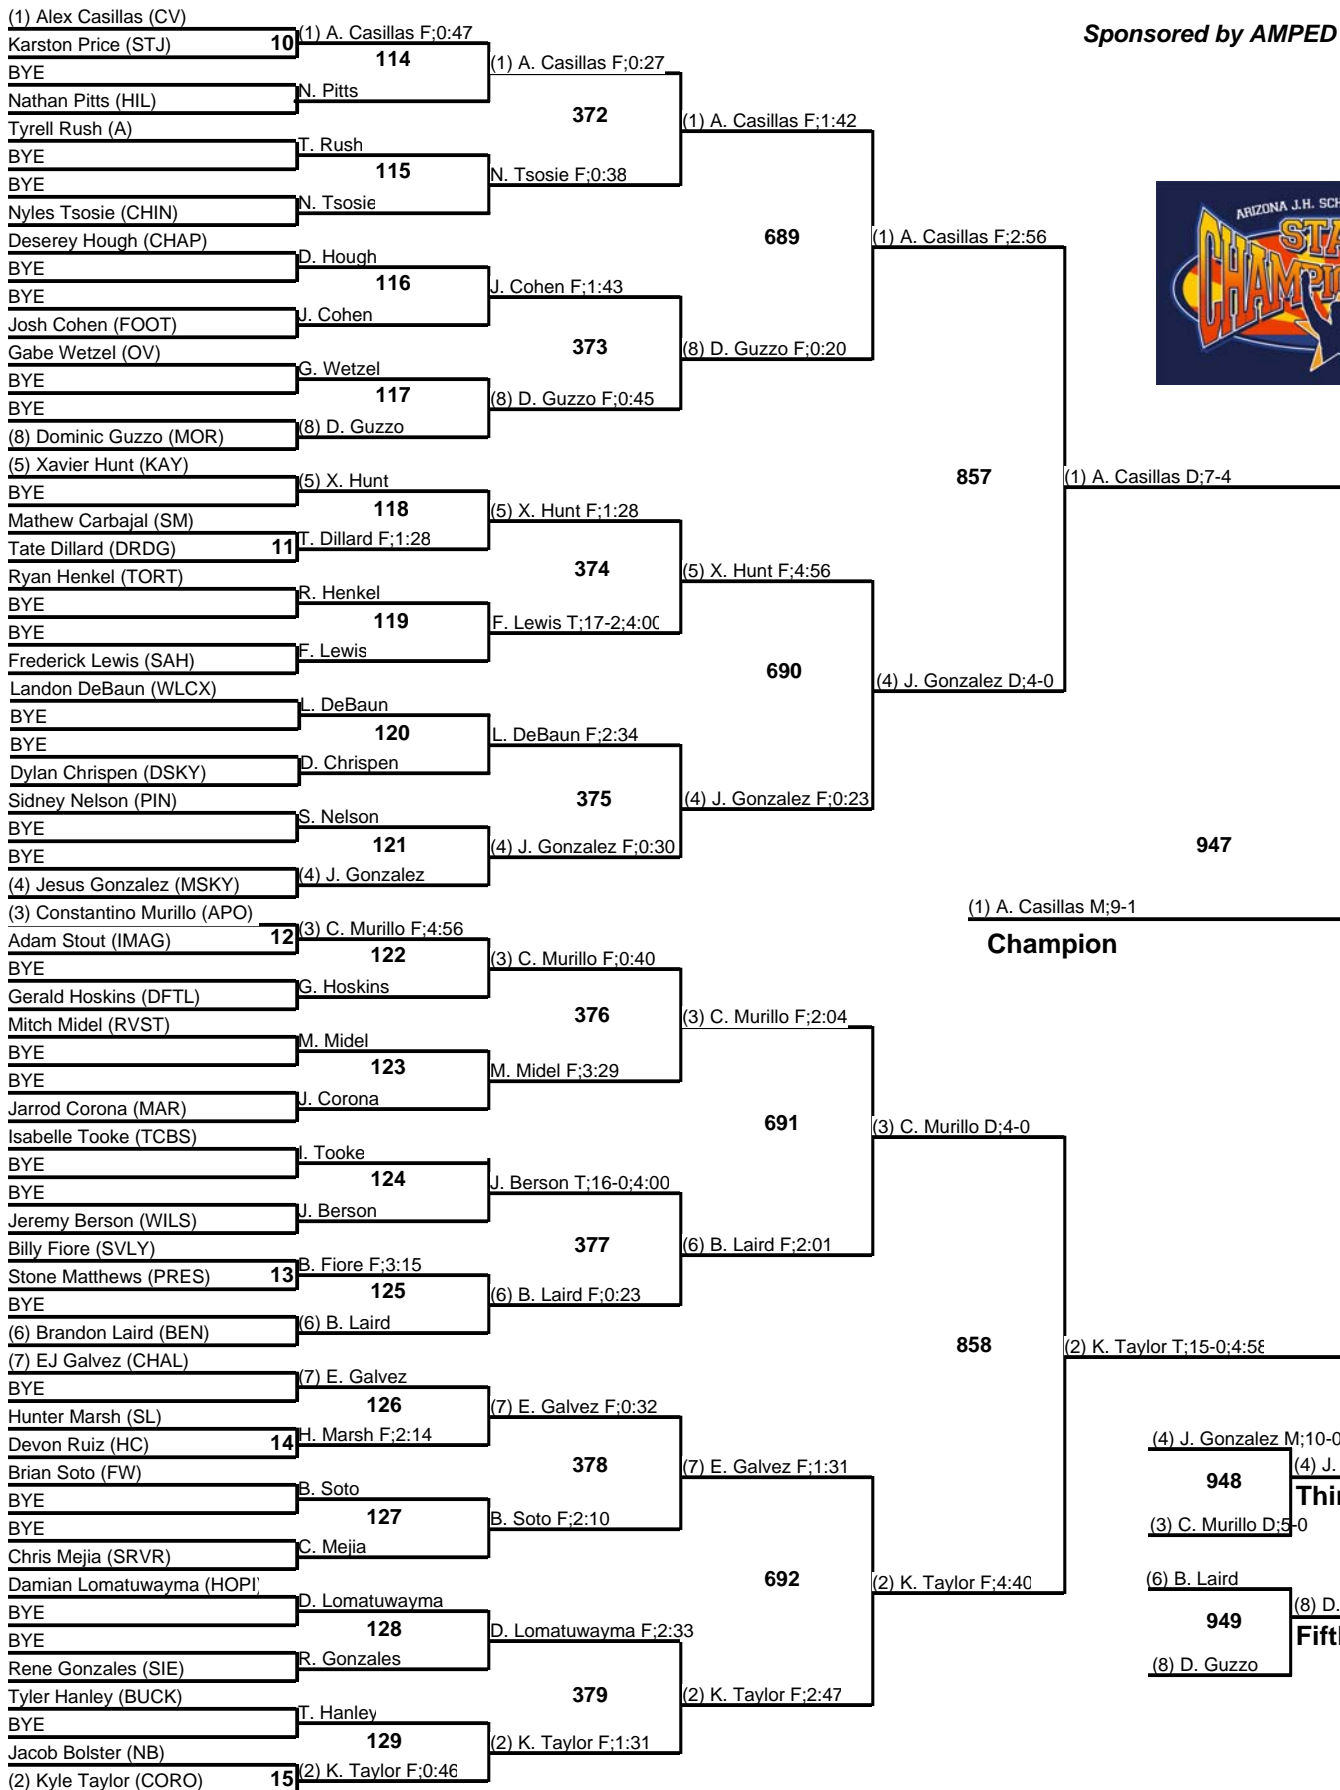 (1) Alex Casillas (CV)
Karston Price (STJ) 10
BYE
Nathan Pitts (HIL)
Tyrell Rush (A)
BYE
BYE
Nyles Tsosie (CHIN)
Deserey Hough (CHAP)
BYE
BYE
Josh Cohen (FOOT)
Gabe Wetzel (OV)
BYE
BYE
(8) Dominic Guzzo (MOR)
(5) Xavier Hunt (KAY)
BYE
Mathew Carbajal (SM)
Tate Dillard (DRDG) 11
Ryan Henkel (TORT)
BYE
BYE
Frederick Lewis (SAH)
Landon DeBaun (WLCX)
BYE
BYE
Dylan Chrispen (DSKY)
Sidney Nelson (PIN)
BYE
BYE
(4) Jesus Gonzalez (MSKY)
(3) Constantino Murillo (APO)
Adam Stout (IMAG) 12
BYE
Gerald Hoskins (DFTL)
Mitch Midel (RVST)
BYE
BYE
Jarrod Corona (MAR)
Isabelle Tooke (TCBS)
BYE
BYE
Jeremy Berson (WILS)
Billy Fiore (SVLY)
Stone Matthews (PRES) 13
BYE
(6) Brandon Laird (BEN)
(7) EJ Galvez (CHAL)
BYE
Hunter Marsh (SL)
Devon Ruiz (HC) 14
Brian Soto (FW)
BYE
BYE
Chris Mejia (SRVR)
Damian Lomatuwayma (HOPI)
BYE
BYE
Rene Gonzales (SIE)
Tyler Hanley (BUCK)
BYE
Jacob Bolster (NB)
(2) Kyle Taylor (CORO) 15
(1) A. Casillas F;0:47
114
N. Pitts
T. Rush
115
N. Tsosie
D. Hough
116
J. Cohen
G. Wetzel
117
(8) D. Guzzo
(5) X. Hunt
118
T. Dillard F;1:28
R. Henkel
119
F. Lewis
L. DeBaun
120
D. Chrispen
S. Nelson
121
(4) J. Gonzalez
(3) C. Murillo F;4:56
122
G. Hoskins
M. Midel
123
J. Corona
I. Tooke
124
J. Berson
B. Fiore F;3:15
125
(6) B. Laird
(7) E. Galvez
126
H. Marsh F;2:14
B. Soto
127
C. Mejia
D. Lomatuwayma
128
R. Gonzales
T. Hanley
129
(2) K. Taylor F;0:46
(1) A. Casillas F;0:27
372
N. Tsosie F;0:38
J. Cohen F;1:43
373
(8) D. Guzzo F;0:45
(5) X. Hunt F;1:28
374
F. Lewis T;17-2;4:00
L. DeBaun F;2:34
375
(4) J. Gonzalez F;0:30
(3) C. Murillo F;0:40
376
M. Midel F;3:29
J. Berson T;16-0;4:00
377
(6) B. Laird F;0:23
(7) E. Galvez F;0:32
378
B. Soto F;2:10
D. Lomatuwayma F;2:33
379
(2) K. Taylor F;1:31
(1) A. Casillas F;1:42
689
(8) D. Guzzo F;0:20
(5) X. Hunt F;4:56
690
(4) J. Gonzalez F;0:23
(3) C. Murillo F;2:04
691
(6) B. Laird F;2:01
(7) E. Galvez F;1:31
692
(2) K. Taylor F;2:47
(1) A. Casillas F;2:56
857
(4) J. Gonzalez D;4-0
(3) C. Murillo D;4-0
858
(2) K. Taylor F;4:40
Sponsored by AMPED
ARIZONA J.H. SCH
STA
CHAMPI
(1) A. Casillas D;7-4
947
(1) A. Casillas M;9-1
Champion
(2) K. Taylor T;15-0;4:58
(4) J. Gonzalez M;10-0
948
(4) J.
Thi
(3) C. Murillo D;5-0
(6) B. Laird
949
(8) D.
Fift
(8) D. Guzzo